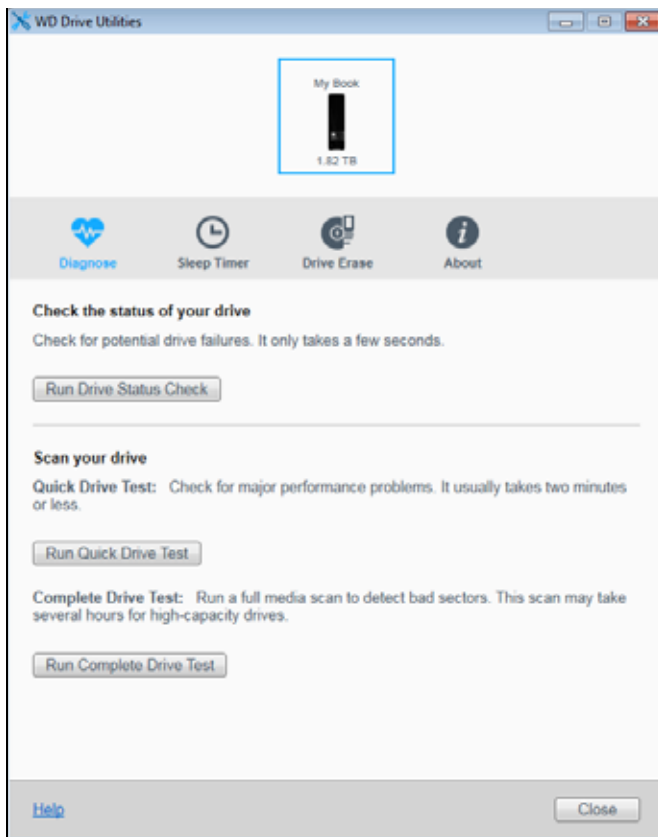 WD Drive Utilities
My Book
1.82 TB
Diagnose
Sleep Timer
Drive Erase
About
Check the status of your drive
Check for potential drive failures. It only takes a few seconds.
Run Drive Status Check
Scan your drive
Quick Drive Test: Check for major performance problems. It usually takes two minutes
or less.
Run Quick Drive Test
Complete Drive Test: Run a full media scan to detect bad sectors. This scan may take
several hours for high-capacity drives.
Run Complete Drive Test
Help
Close